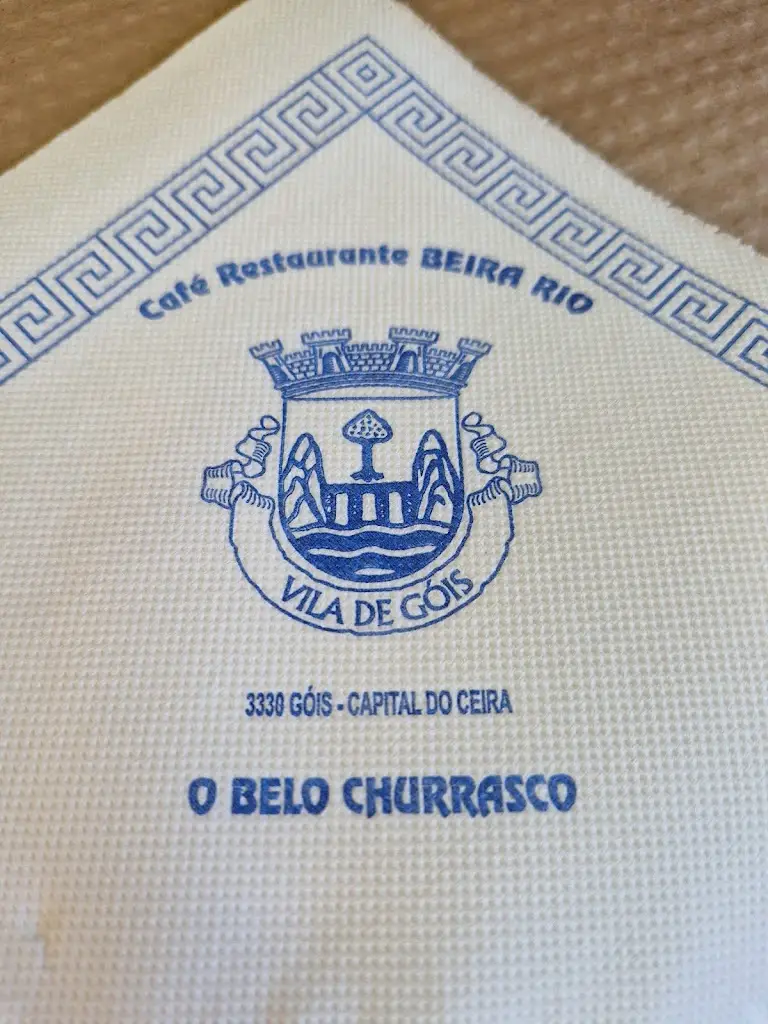 Café Restaurante BEIRA RIO
VILA DE GÓIS
3330 GÓIS - CAPITAL DO CEIRA
O BELO CHURRASCO